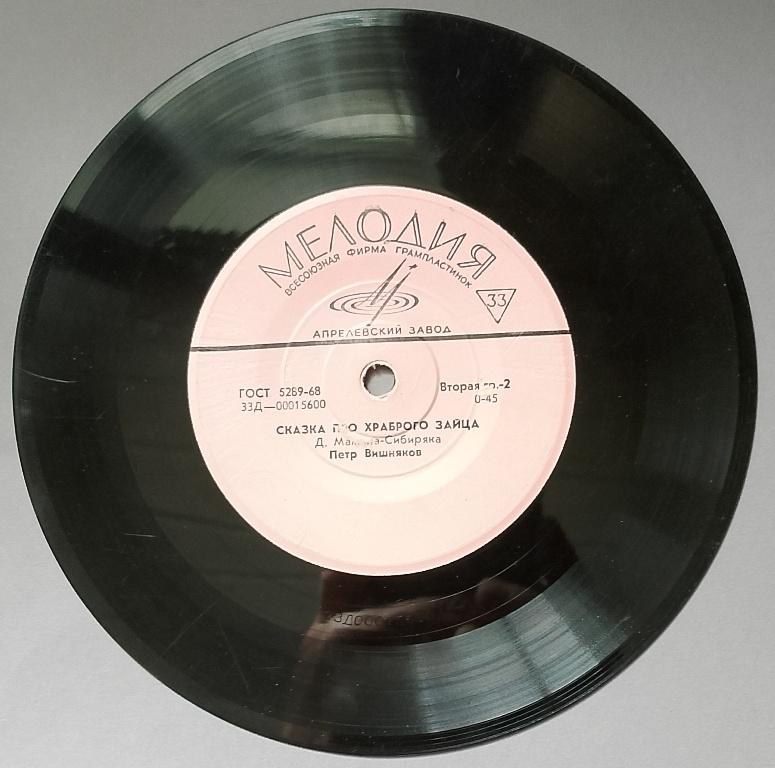 МЕЛОДИЯ
ВСЕСОЮЗНАЯ ФИРМА ГРАМПЛАСТИНОК
33
АПРЕЛЕВСКИЙ ЗАВОД
ГОСТ 5289-68
Вторая гр.-2
33Д—00015600
0-45
СКАЗКА ПРО ХРАБРОГО ЗАЙЦА
Д. Мамина-Сибиряка
Петр Вишняков